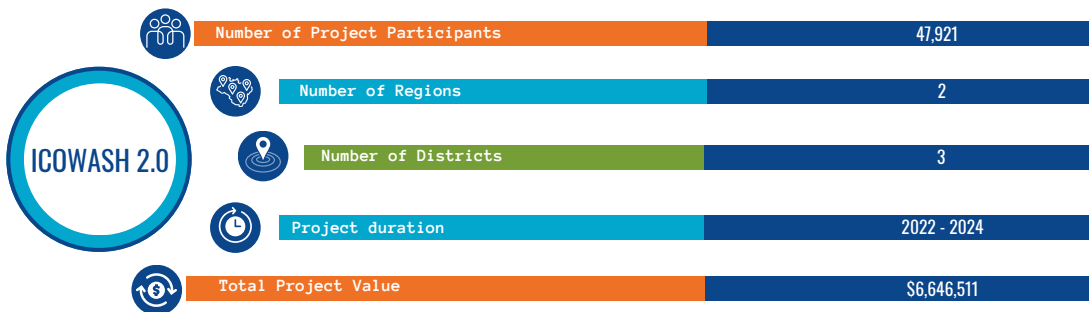 Number of Project Participants 47,921
Number of Regions 2
ICOWASH 2.0
Number of Districts 3
Project duration 2022 - 2024
Total Project Value $6,646,511